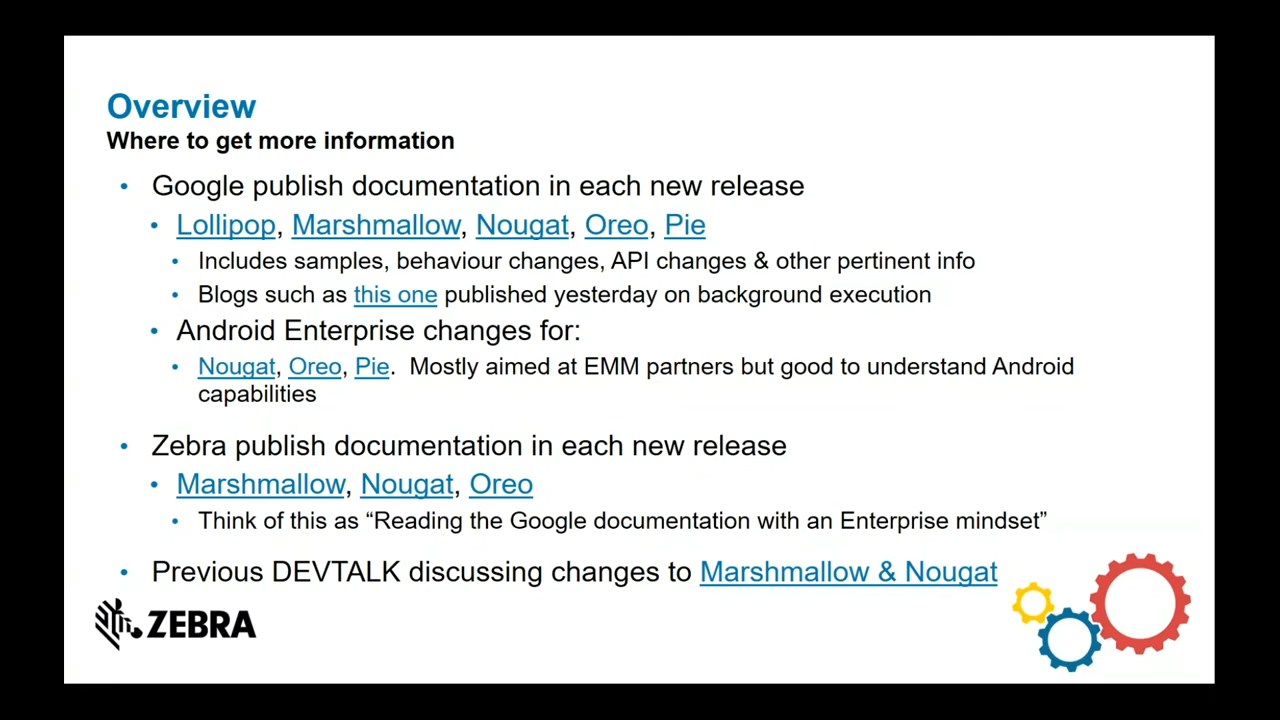 Overview
Where to get more information
• Google publish documentation in each new release
• Lollipop, Marshmallow, Nougat, Oreo, Pie
• Includes samples, behaviour changes, API changes & other pertinent info
• Blogs such as this one published yesterday on background execution
• Android Enterprise changes for:
• Nougat, Oreo, Pie.  Mostly aimed at EMM partners but good to understand Android
capabilities
• Zebra publish documentation in each new release
• Marshmallow, Nougat, Oreo
• Think of this as “Reading the Google documentation with an Enterprise mindset”
• Previous DEVTALK discussing changes to Marshmallow & Nougat
ZEBRA